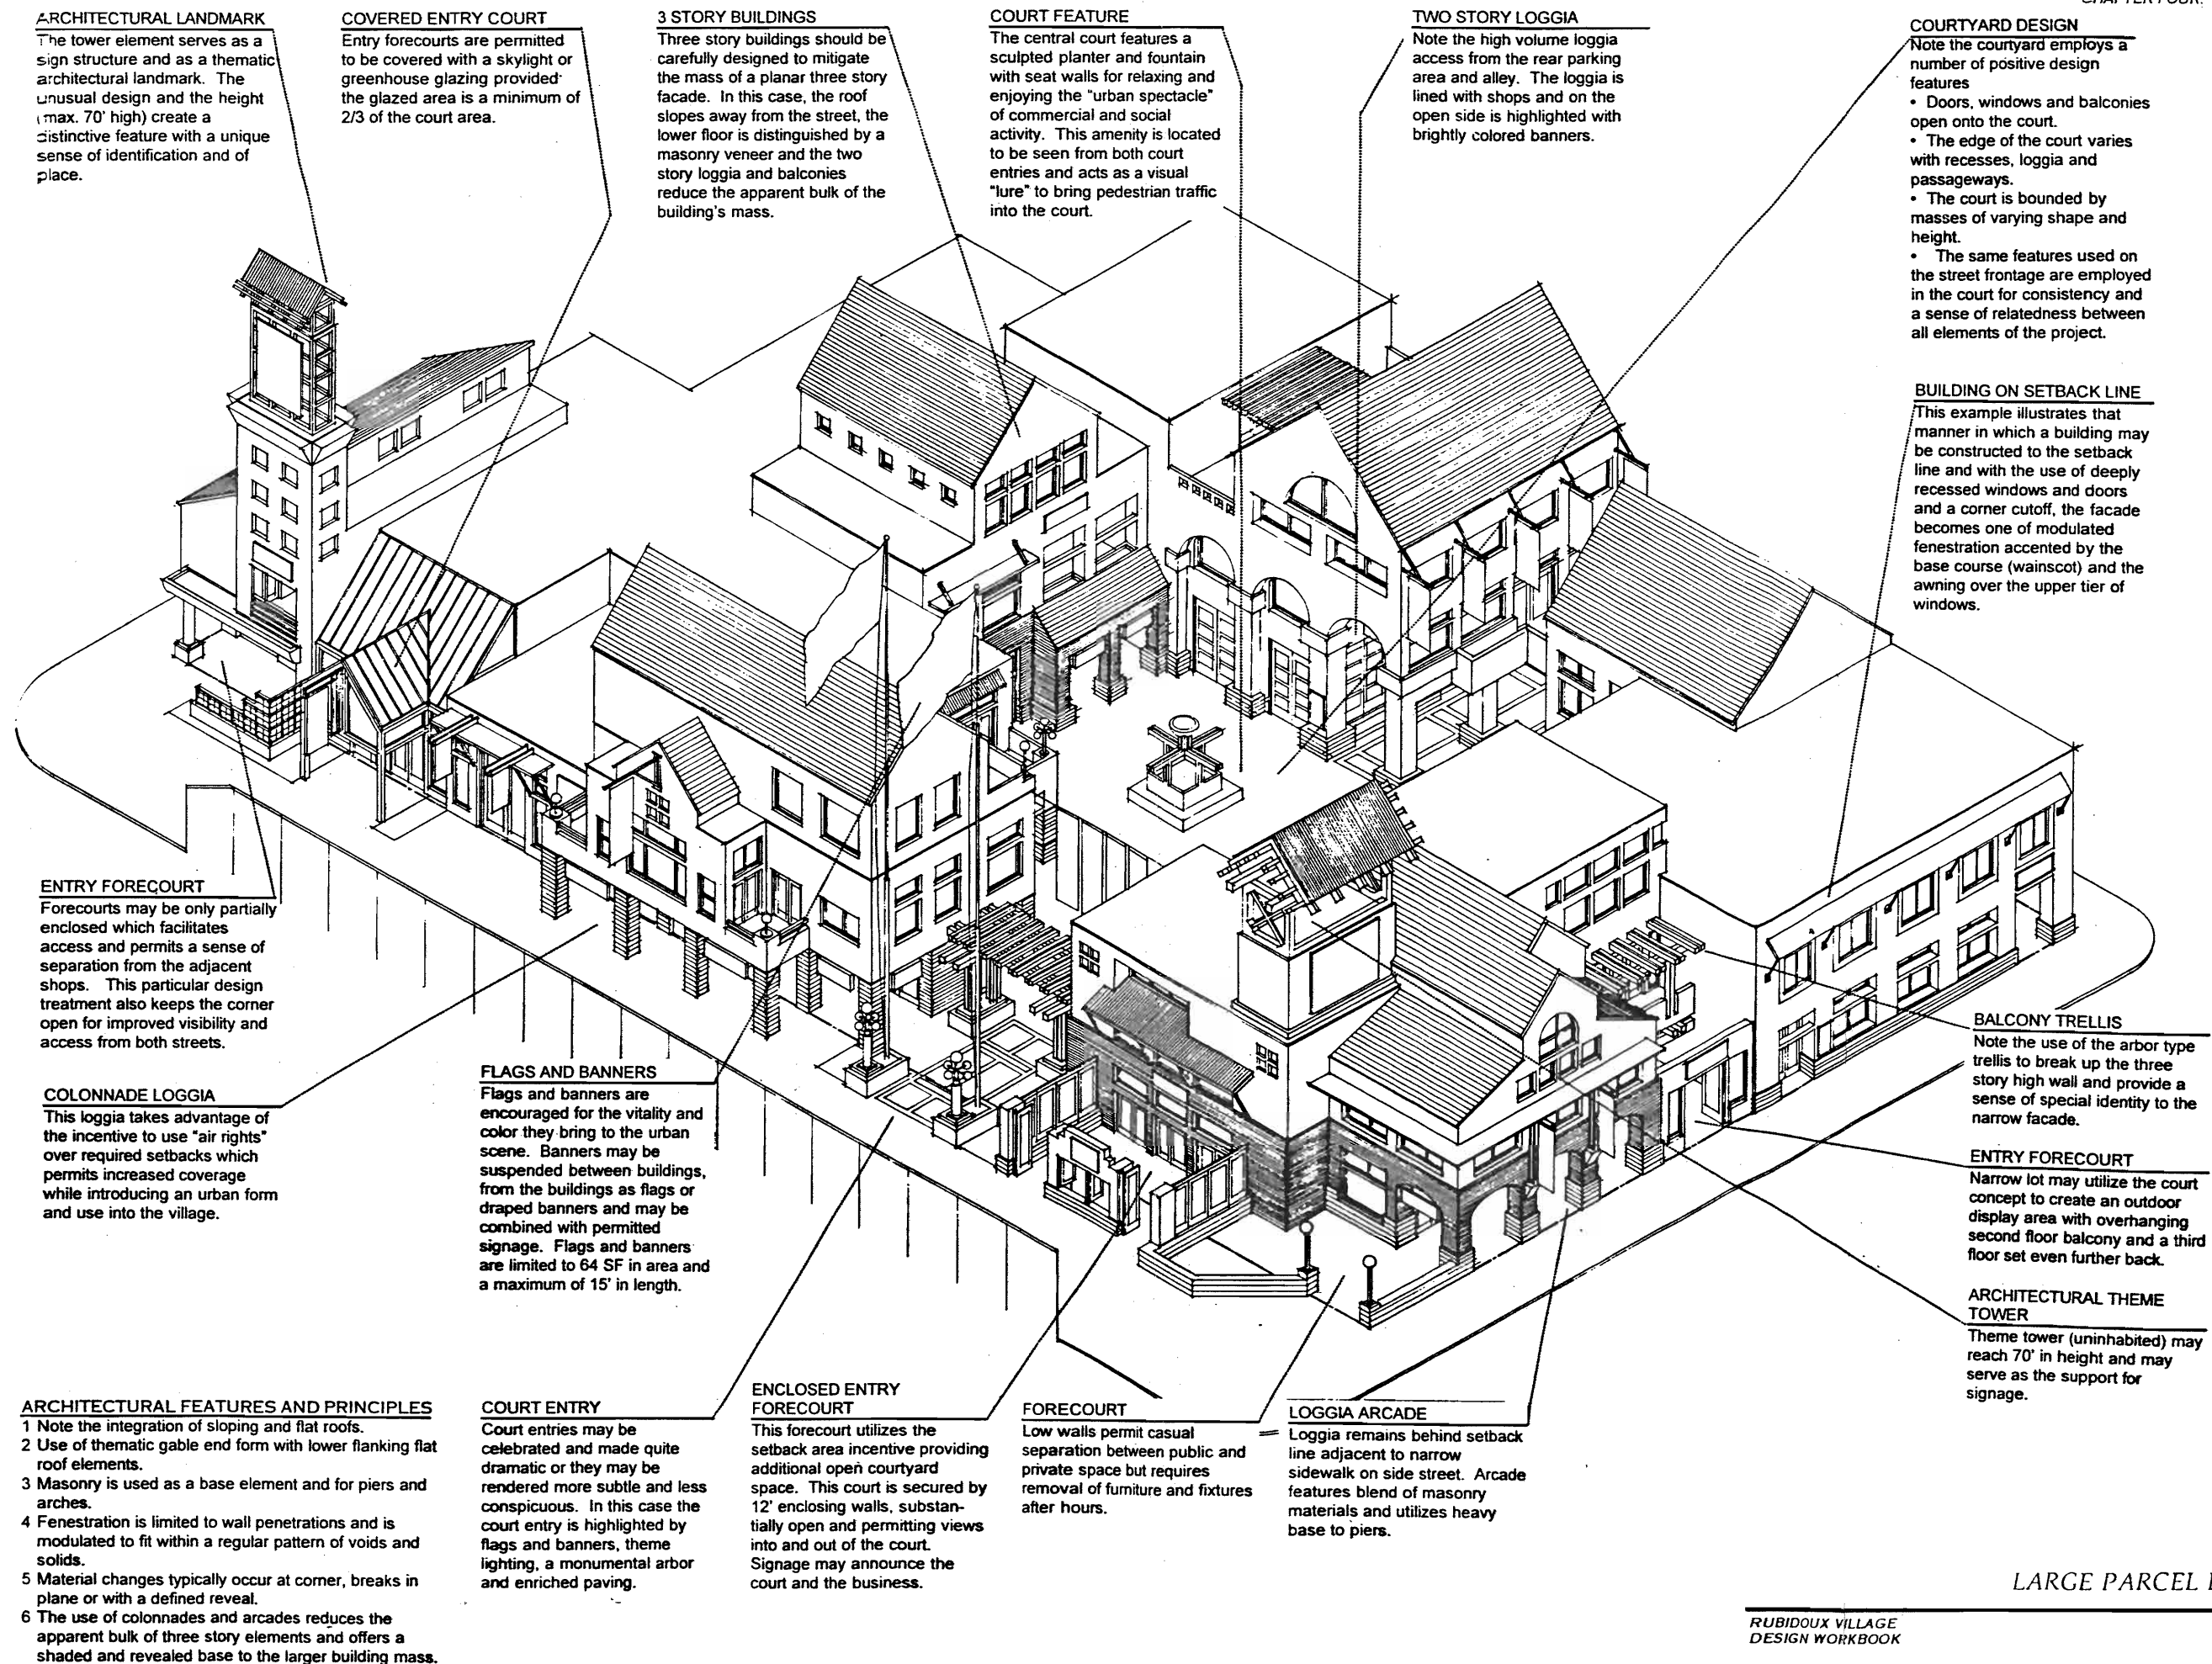 CHAPTER FOUR:
ARCHITECTURAL LANDMARK
The tower element serves as a
sign structure and as a thematic
architectural landmark. The
unusual design and the height
(max. 70' high) create a
distinctive feature with a unique
sense of identification and of
place.
COVERED ENTRY COURT
Entry forecourts are permitted
to be covered with a skylight or
greenhouse glazing provided
the glazed area is a minimum of
2/3 of the court area.
3 STORY BUILDINGS
Three story buildings should be
carefully designed to mitigate
the mass of a planar three story
facade. In this case, the roof
slopes away from the street, the
lower floor is distinguished by a
masonry veneer and the two
story loggia and balconies
reduce the apparent bulk of the
building's mass.
COURT FEATURE
The central court features a
sculpted planter and fountain
with seat walls for relaxing and
enjoying the "urban spectacle"
of commercial and social
activity. This amenity is located
to be seen from both court
entries and acts as a visual
"lure" to bring pedestrian traffic
into the court.
TWO STORY LOGGIA
Note the high volume loggia
access from the rear parking
area and alley. The loggia is
lined with shops and on the
open side is highlighted with
brightly colored banners.
COURTYARD DESIGN
Note the courtyard employs a
number of positive design
features
• Doors, windows and balconies
open onto the court.
• The edge of the court varies
with recesses, loggia and
passageways.
• The court is bounded by
masses of varying shape and
height.
• The same features used on
the street frontage are employed
in the court for consistency and
a sense of relatedness between
all elements of the project.
BUILDING ON SETBACK LINE
This example illustrates that
manner in which a building may
be constructed to the setback
line and with the use of deeply
recessed windows and doors
and a corner cutoff, the facade
becomes one of modulated
fenestration accented by the
base course (wainscot) and the
awning over the upper tier of
windows.
ENTRY FORECOURT
Forecourts may be only partially
enclosed which facilitates
access and permits a sense of
separation from the adjacent
shops. This particular design
treatment also keeps the corner
open for improved visibility and
access from both streets.
COLONNADE LOGGIA
This loggia takes advantage of
the incentive to use "air rights"
over required setbacks which
permits increased coverage
while introducing an urban form
and use into the village.
FLAGS AND BANNERS
Flags and banners are
encouraged for the vitality and
color they bring to the urban
scene. Banners may be
suspended between buildings,
from the buildings as flags or
draped banners and may be
combined with permitted
signage. Flags and banners
are limited to 64 SF in area and
a maximum of 15' in length.
BALCONY TRELLIS
Note the use of the arbor type
trellis to break up the three
story high wall and provide a
sense of special identity to the
narrow facade.
ENTRY FORECOURT
Narrow lot may utilize the court
concept to create an outdoor
display area with overhanging
second floor balcony and a third
floor set even further back.
ARCHITECTURAL THEME
TOWER
Theme tower (uninhabited) may
reach 70' in height and may
serve as the support for
signage.
ARCHITECTURAL FEATURES AND PRINCIPLES
1 Note the integration of sloping and flat roofs.
2 Use of thematic gable end form with lower flanking flat
roof elements.
3 Masonry is used as a base element and for piers and
arches.
4 Fenestration is limited to wall penetrations and is
modulated to fit within a regular pattern of voids and
solids.
5 Material changes typically occur at corner, breaks in
plane or with a defined reveal.
6 The use of colonnades and arcades reduces the
apparent bulk of three story elements and offers a
shaded and revealed base to the larger building mass.
COURT ENTRY
Court entries may be
celebrated and made quite
dramatic or they may be
rendered more subtle and less
conspicuous. In this case the
court entry is highlighted by
flags and banners, theme
lighting, a monumental arbor
and enriched paving.
ENCLOSED ENTRY
FORECOURT
This forecourt utilizes the
setback area incentive providing
additional open courtyard
space. This court is secured by
12' enclosing walls, substan-
tially open and permitting views
into and out of the court.
Signage may announce the
court and the business.
FORECOURT
Low walls permit casual
separation between public and
private space but requires
removal of furniture and fixtures
after hours.
LOGGIA ARCADE
Loggia remains behind setback
line adjacent to narrow
sidewalk on side street. Arcade
features blend of masonry
materials and utilizes heavy
base to piers.
LARGE PARCEL
RUBIDOUX VILLAGE
DESIGN WORKBOOK